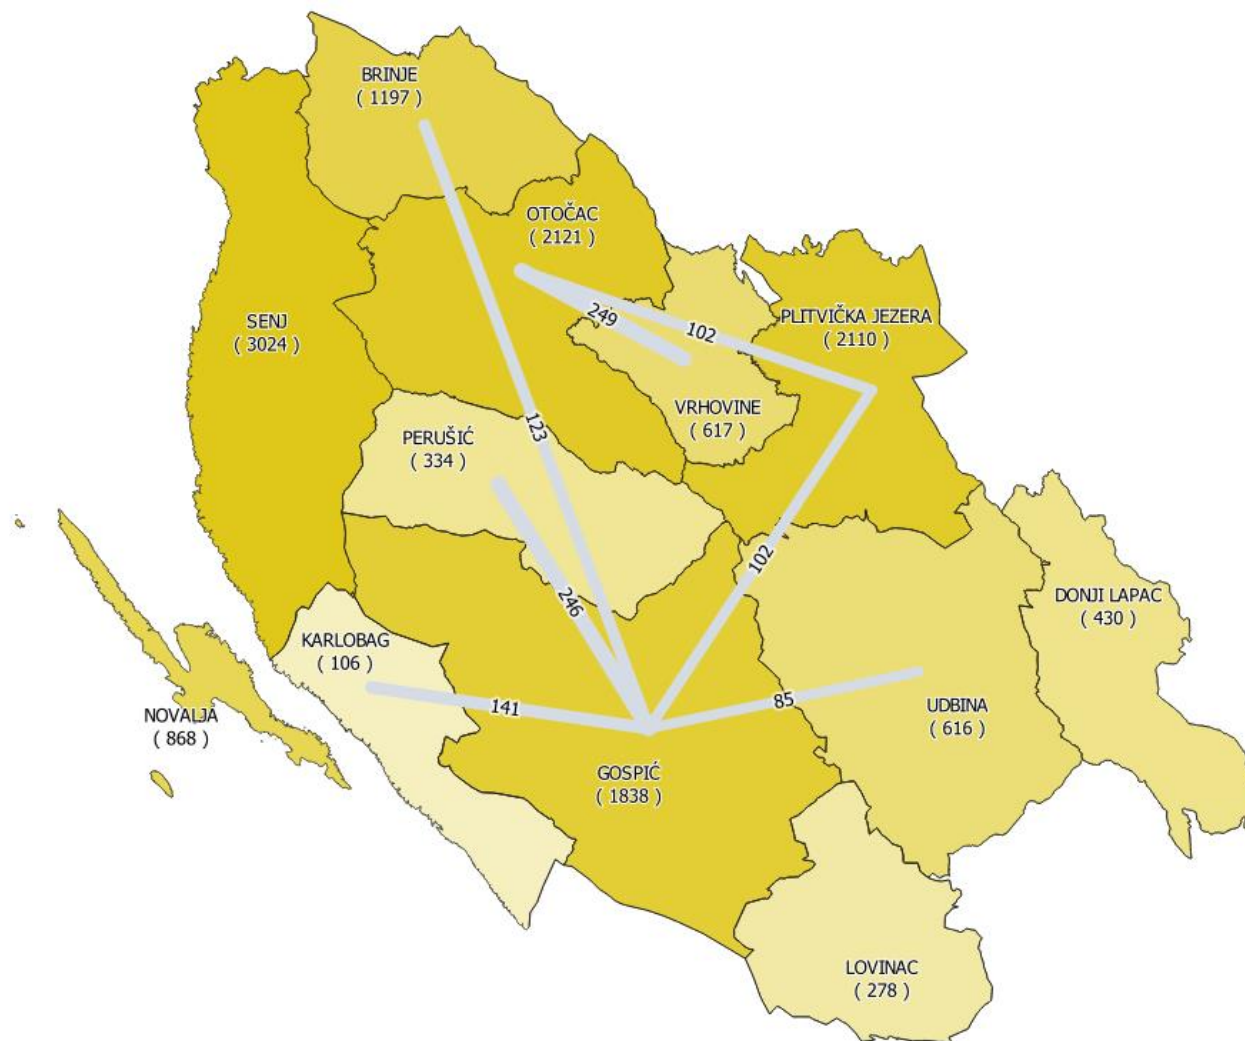 BRINJE
( 1197 )
OTOČAC
( 2121 )
SENJ
( 3024 )
249
102
PLITVIČKA JEZERA
( 2110 )
VRHOVINE
( 617 )
123
PERUŠIĆ
( 334 )
102
246
DONJI LAPAC
( 430 )
KARLOBAG
( 106 )
141
85
UDBINA
( 616 )
NOVALJA
( 868 )
GOSPIĆ
( 1838 )
LOVINAC
( 278 )